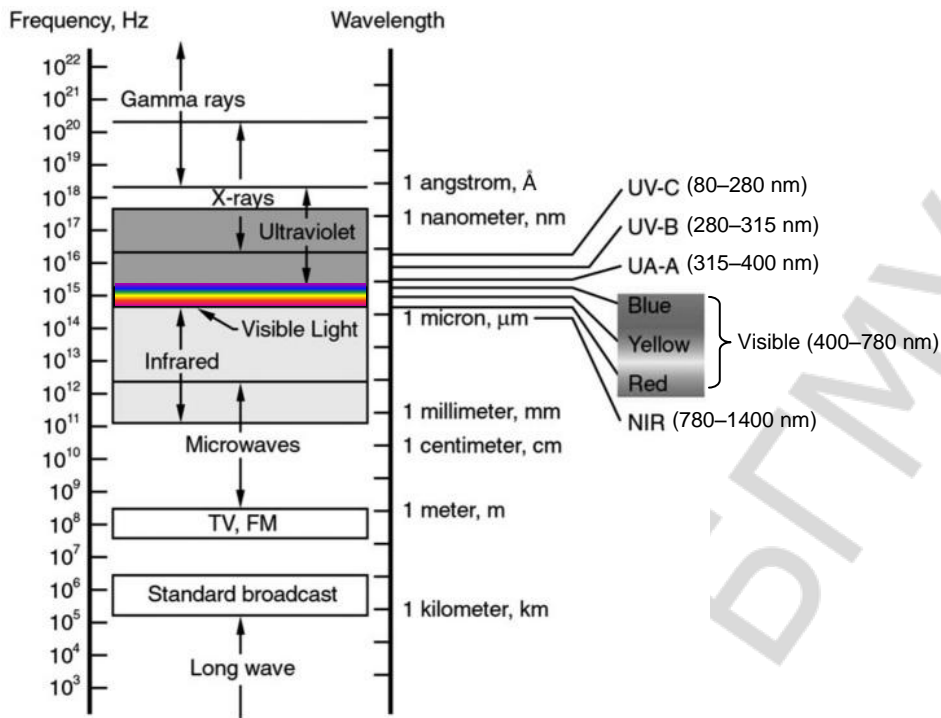 Frequency, Hz
Wavelength
10²²
10²¹
Gamma rays
10²⁰
10¹⁹
10¹⁸
1 angstrom, Å
UV-C (80–280 nm)
X-rays
10¹⁷
1 nanometer, nm
Ultraviolet
UV-B (280–315 nm)
10¹⁶
UA-A (315–400 nm)
10¹⁵
Blue
Visible Light
1 micron, μm
10¹⁴
Yellow
Visible (400–780 nm)
Infrared
10¹³
Red
10¹²
1 millimeter, mm
NIR (780–1400 nm)
10¹¹
Microwaves
1 centimeter, cm
10¹⁰
10⁹
1 meter, m
TV, FM
10⁸
10⁷
10⁶
Standard broadcast
1 kilometer, km
10⁵
10⁴
Long wave
10³
БГМУ